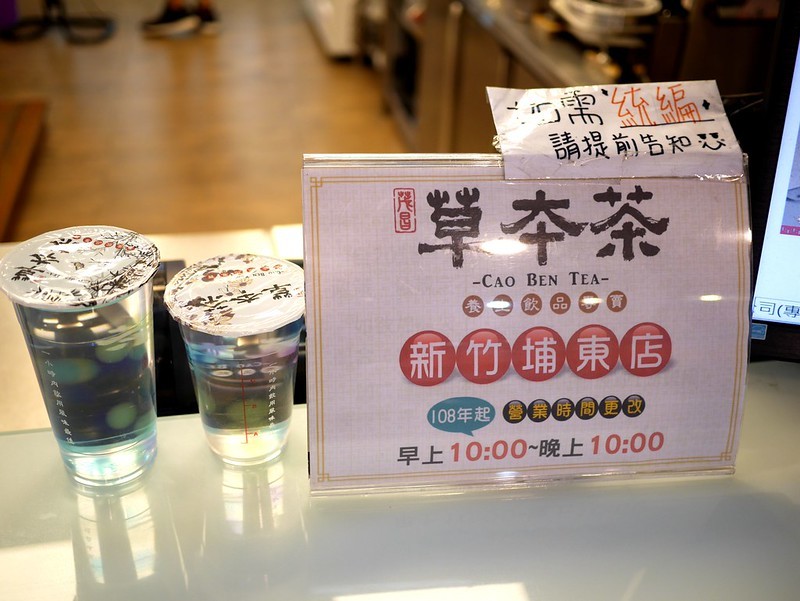 如需統編
請提前告知
茂昌
草本茶
-CAO BEN TEA-
養生飲品專賣
新竹埔東店
108年起 營業時間更改
早上10:00~晚上10:00